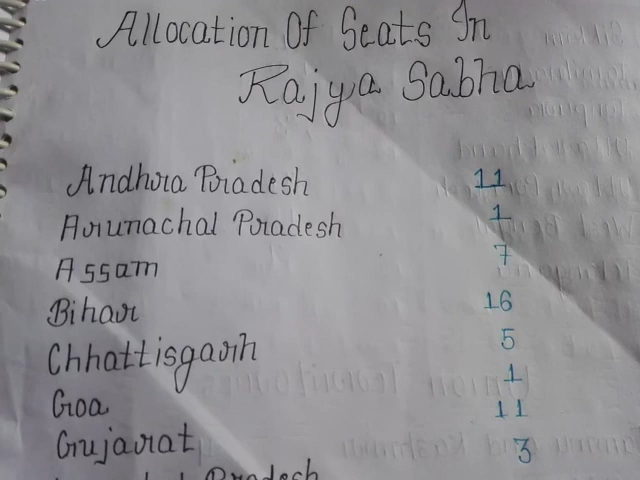 Allocation Of Seats In
Rajya Sabha
Andhra Pradesh 11
Arunachal Pradesh 1
Assam 7
Bihar 16
Chhattisgarh 5
Goa 1
Gujarat 11
Pradesh 3